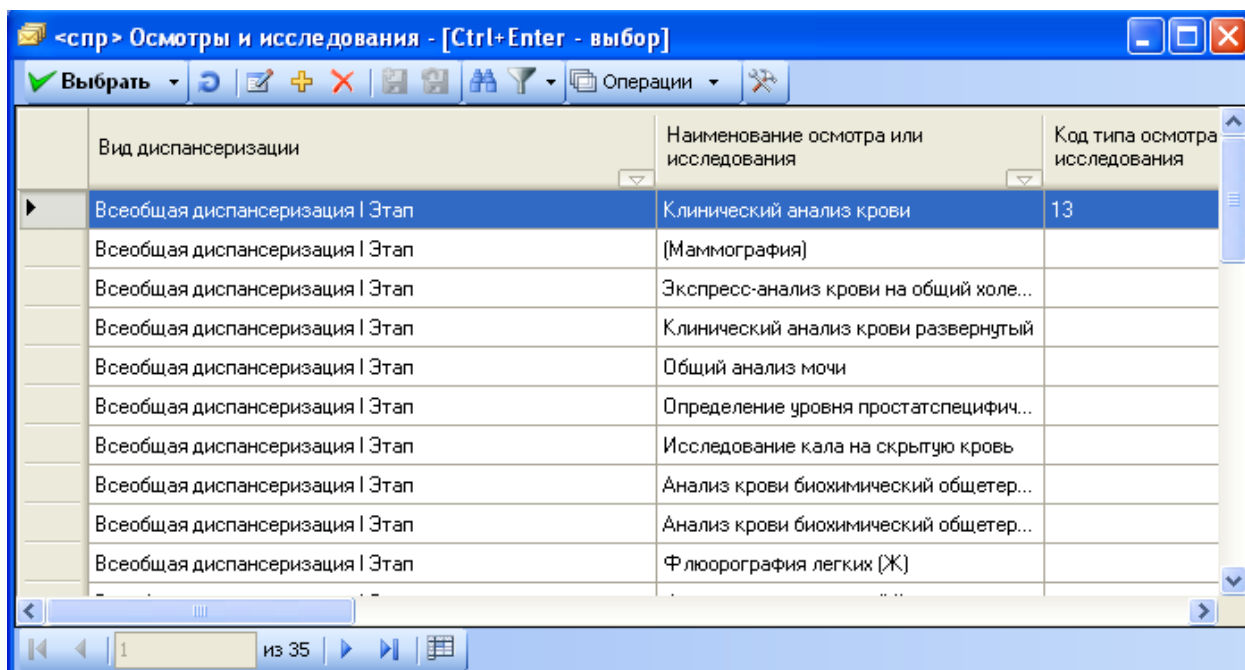 <спр> Осмотры и исследования - [Ctrl+Enter - выбор]
Выбрать Операции
Вид диспансеризации Наименование осмотра или исследования Код типа осмотра исследования
Всеобщая диспансеризация I Этап Клинический анализ крови 13
Всеобщая диспансеризация I Этап (Маммография)
Всеобщая диспансеризация I Этап Экспресс-анализ крови на общий холе...
Всеобщая диспансеризация I Этап Клинический анализ крови развернутый
Всеобщая диспансеризация I Этап Общий анализ мочи
Всеобщая диспансеризация I Этап Определение уровня простатспецифич...
Всеобщая диспансеризация I Этап Исследование кала на скрытую кровь
Всеобщая диспансеризация I Этап Анализ крови биохимический общетер...
Всеобщая диспансеризация I Этап Анализ крови биохимический общетер...
Всеобщая диспансеризация I Этап Флюорография легких (Ж)
1 из 35